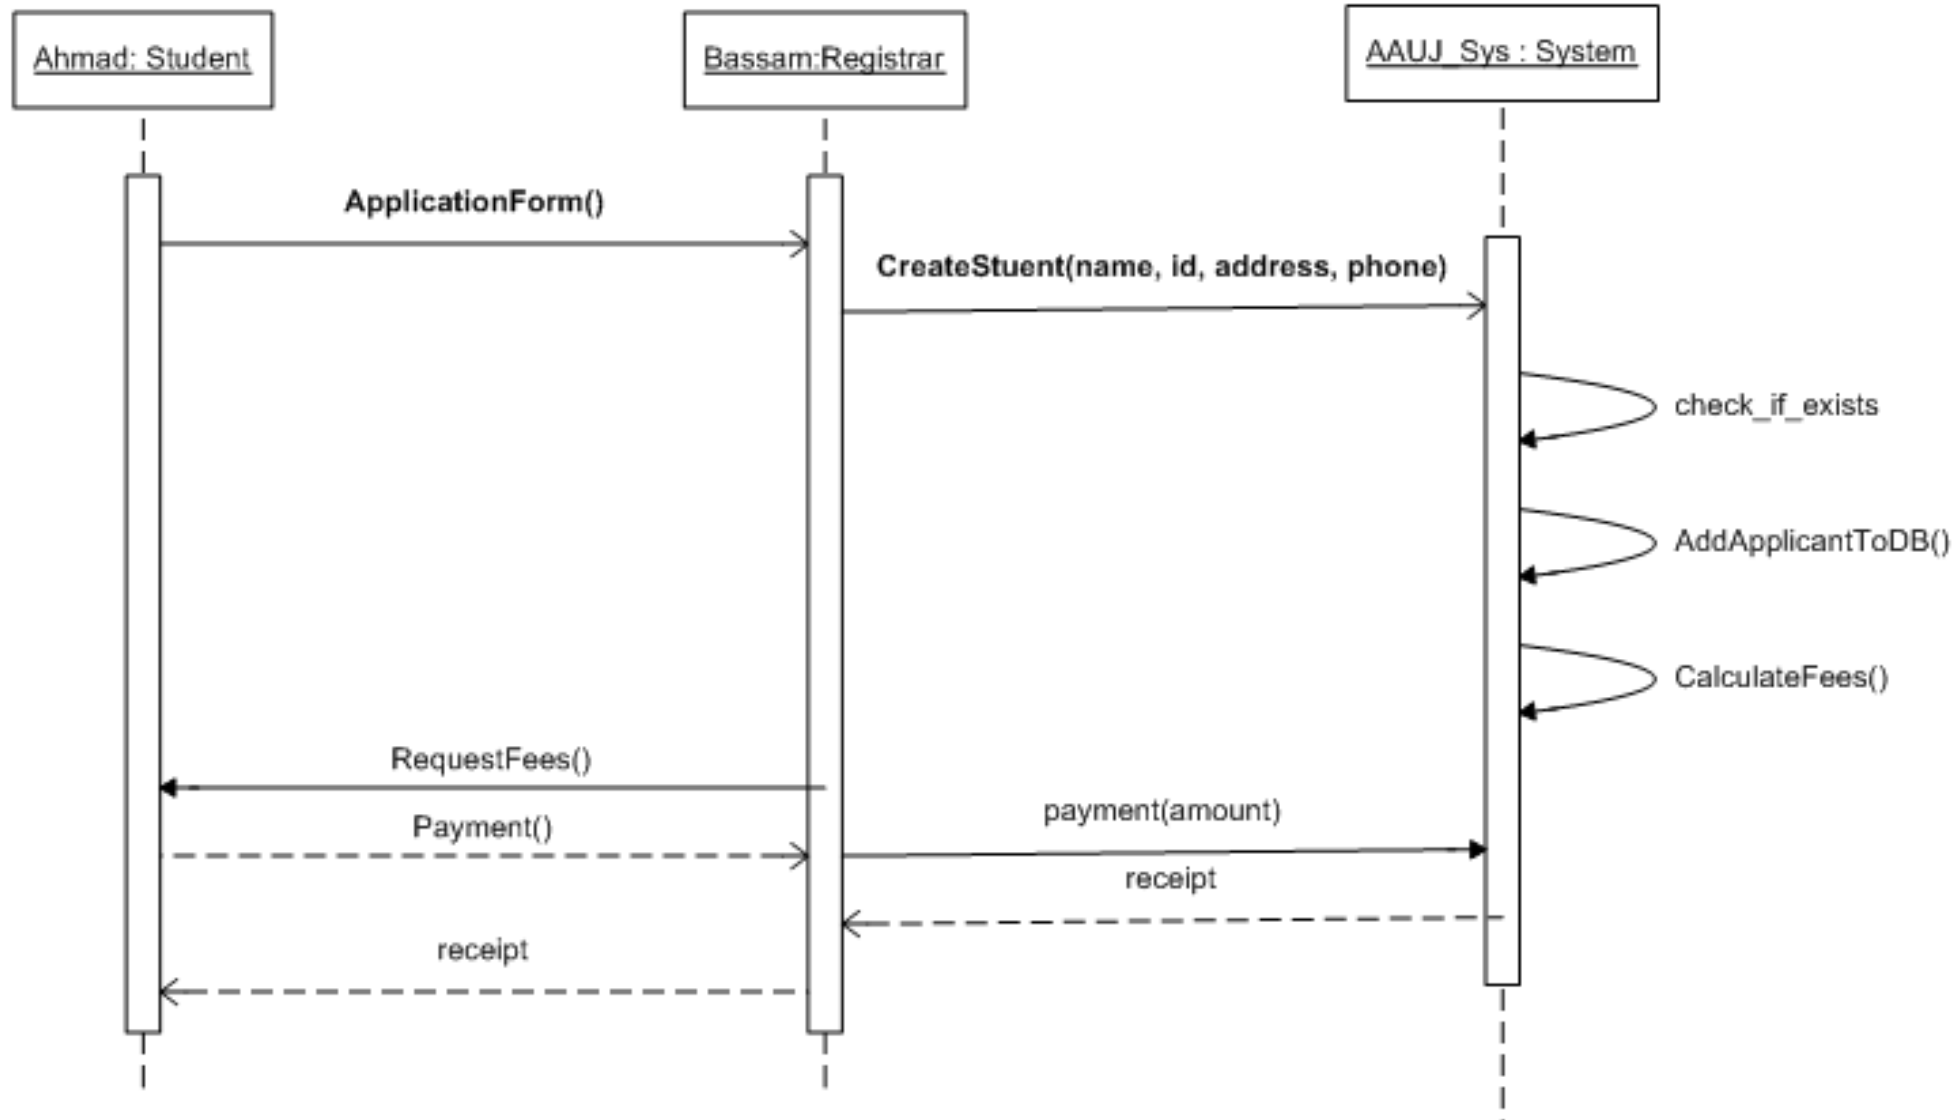 Ahmad: Student
Bassam:Registrar
AAUJ_Sys : System
ApplicationForm()
CreateStuent(name, id, address, phone)
check_if_exists
AddApplicantToDB()
CalculateFees()
RequestFees()
payment(amount)
Payment()
receipt
receipt